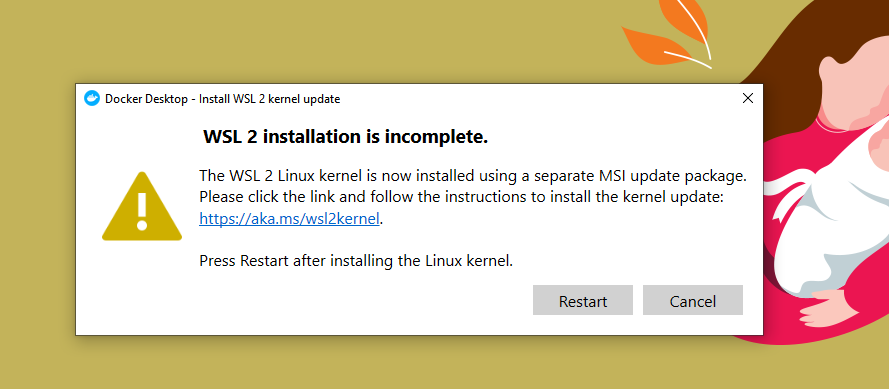 Docker Desktop - Install WSL 2 kernel update
WSL 2 installation is incomplete.
The WSL 2 Linux kernel is now installed using a separate MSI update package.
Please click the link and follow the instructions to install the kernel update:
https://aka.ms/wsl2kernel.
Press Restart after installing the Linux kernel.
Restart Cancel